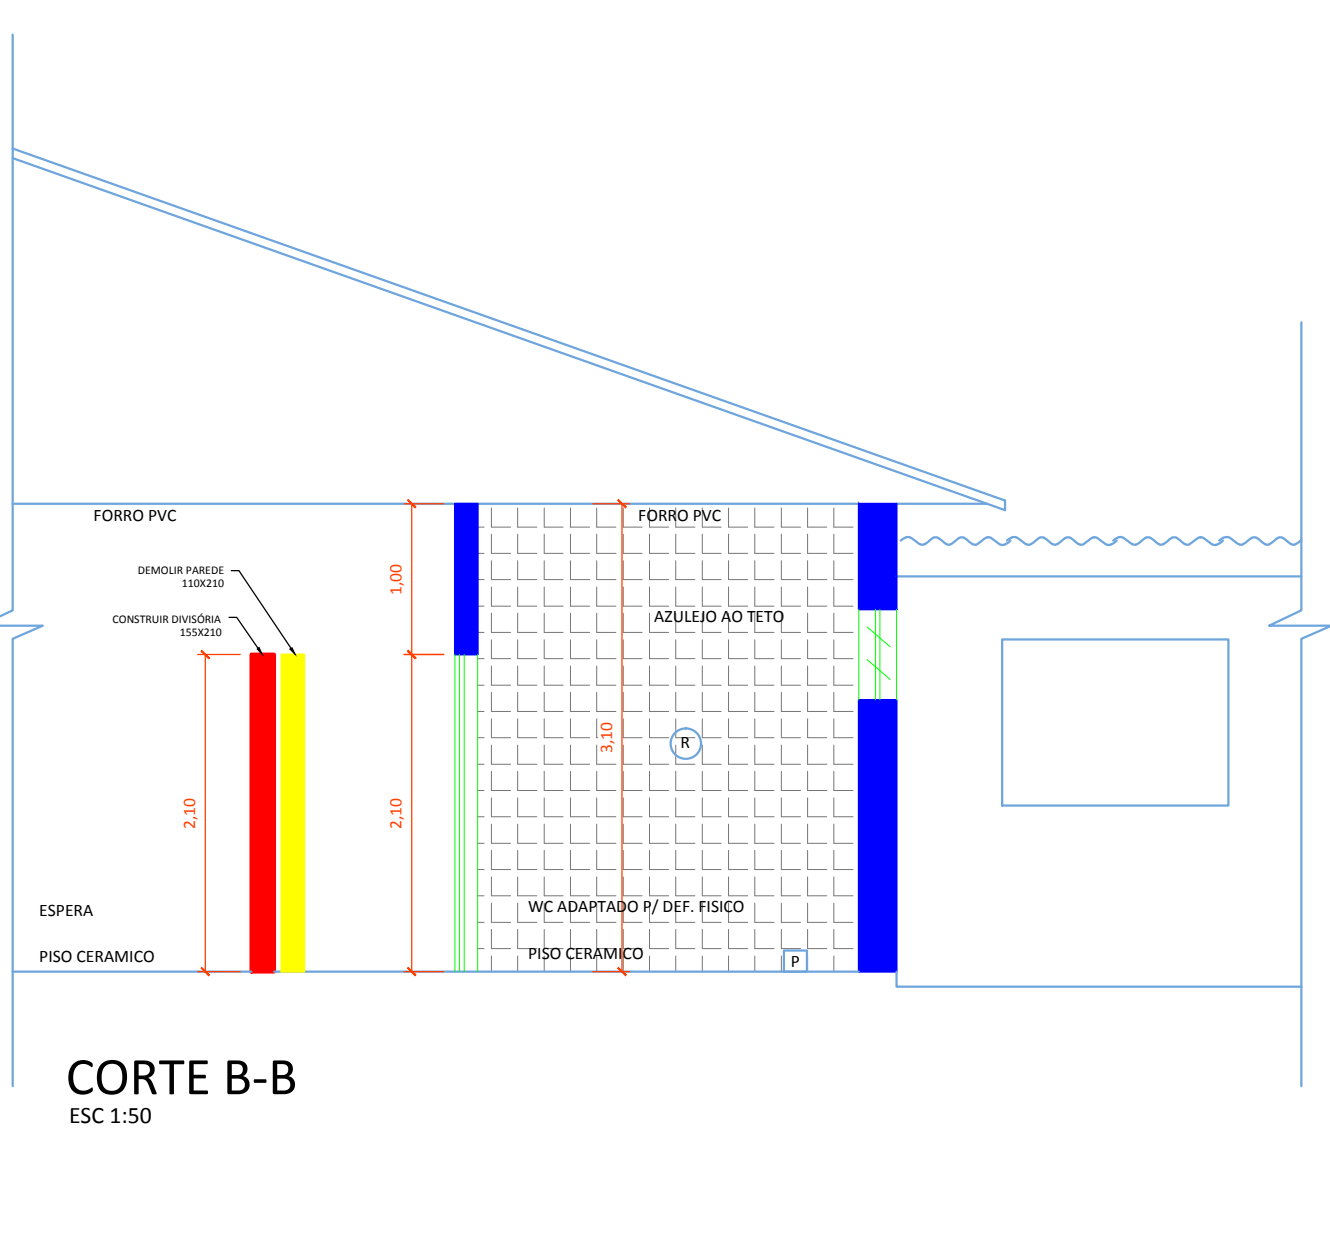 FORRO PVC
FORRO PVC
DEMOLIR PAREDE
110X210
1,00
CONSTRUIR DIVISÓRIA
155X210
AZULEJO AO TETO
3,10
R
2,10
2,10
ESPERA
WC ADAPTADO P/ DEF. FISICO
PISO CERAMICO
PISO CERAMICO
P
CORTE B-B
ESC 1:50